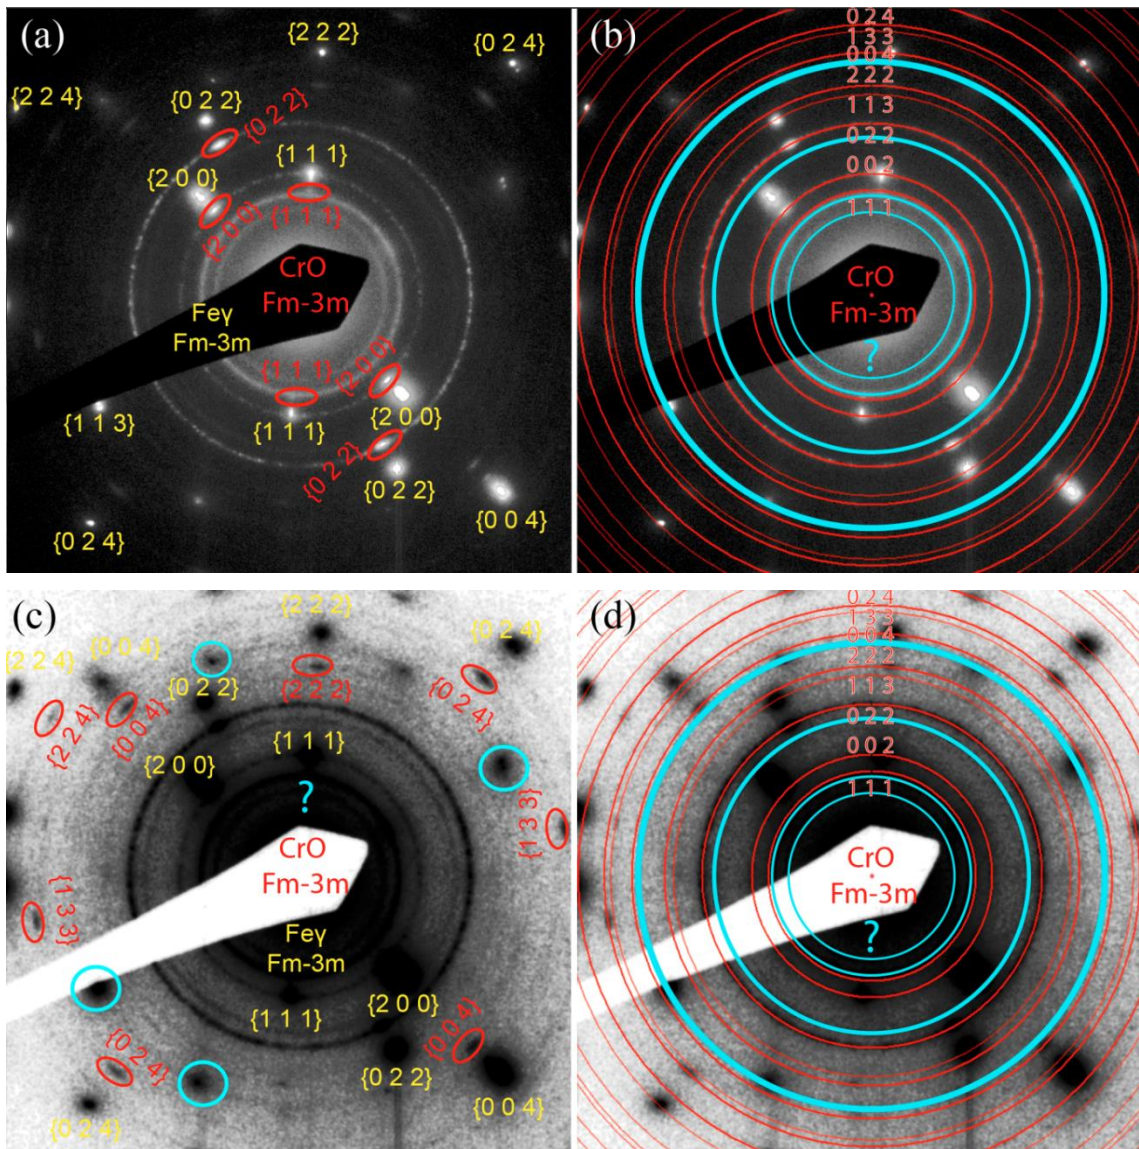 (a)
{2 2 2}
{0 2 4}
{2 2 4}
{0 2 2}
{0 2 2}
{1 1 1}
{2 0 0}
{2 0 0}
{1 1 1}
CrO
Fm-3m
Feγ
Fm-3m
{1 1 1}
{2 0 0}
{1 1 3}
{1 1 1}
{2 0 0}
{0 2 2}
{0 2 2}
{0 0 4}
{0 2 4}
(b)
0 2 4
1 3 3
0 0 4
2 2 2
1 1 3
0 2 2
0 0 2
1 1 1
CrO
Fm-3m
?
(c)
{2 2 2}
{0 2 4}
{2 2 4}
{0 0 4}
{0 2 2}
{2 2 2}
{0 2 4}
{2 2 4}
{0 0 4}
{2 0 0}
{1 1 1}
?
{1 3 3}
CrO
Fm-3m
{1 3 3}
Feγ
Fm-3m
{1 1 1}
{2 0 0}
{0 0 4}
{0 2 4}
{0 2 2}
{0 0 4}
{0 2 4}
(d)
0 2 4
1 3 3
0 0 4
2 2 2
1 1 3
0 2 2
0 0 2
1 1 1
CrO
Fm-3m
?